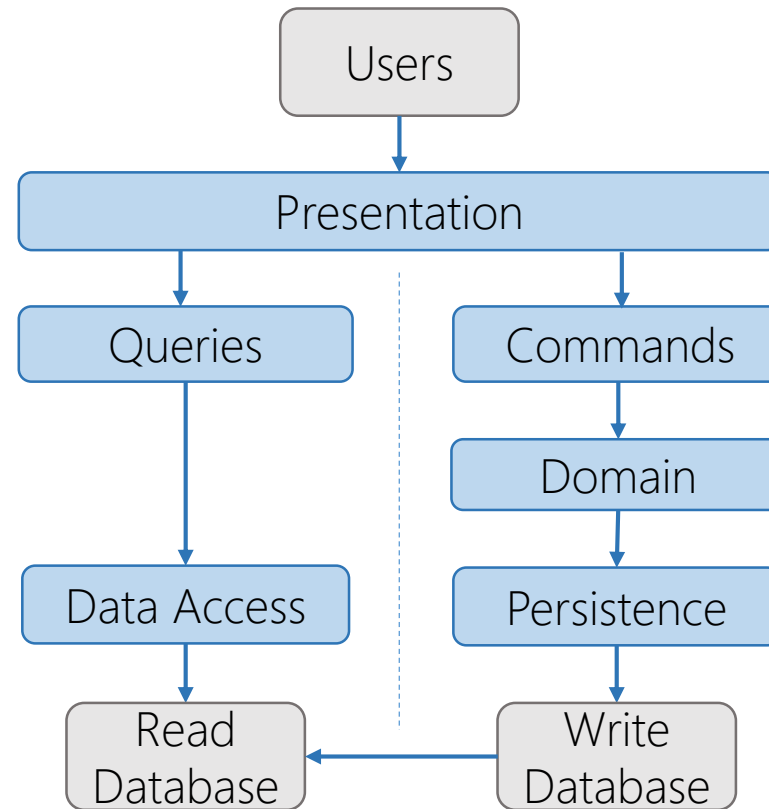 Users
Presentation
Queries
Commands
Domain
Data Access
Persistence
Read
Database
Write
Database